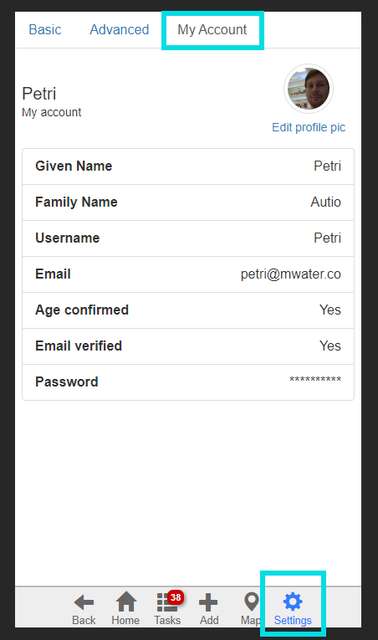 Basic Advanced My Account
Petri
My account
Edit profile pic
Given Name Petri
Family Name Autio
Username Petri
Email petri@mwater.co
Age confirmed Yes
Email verified Yes
Password **********
38
Back Home Tasks Add Map Settings